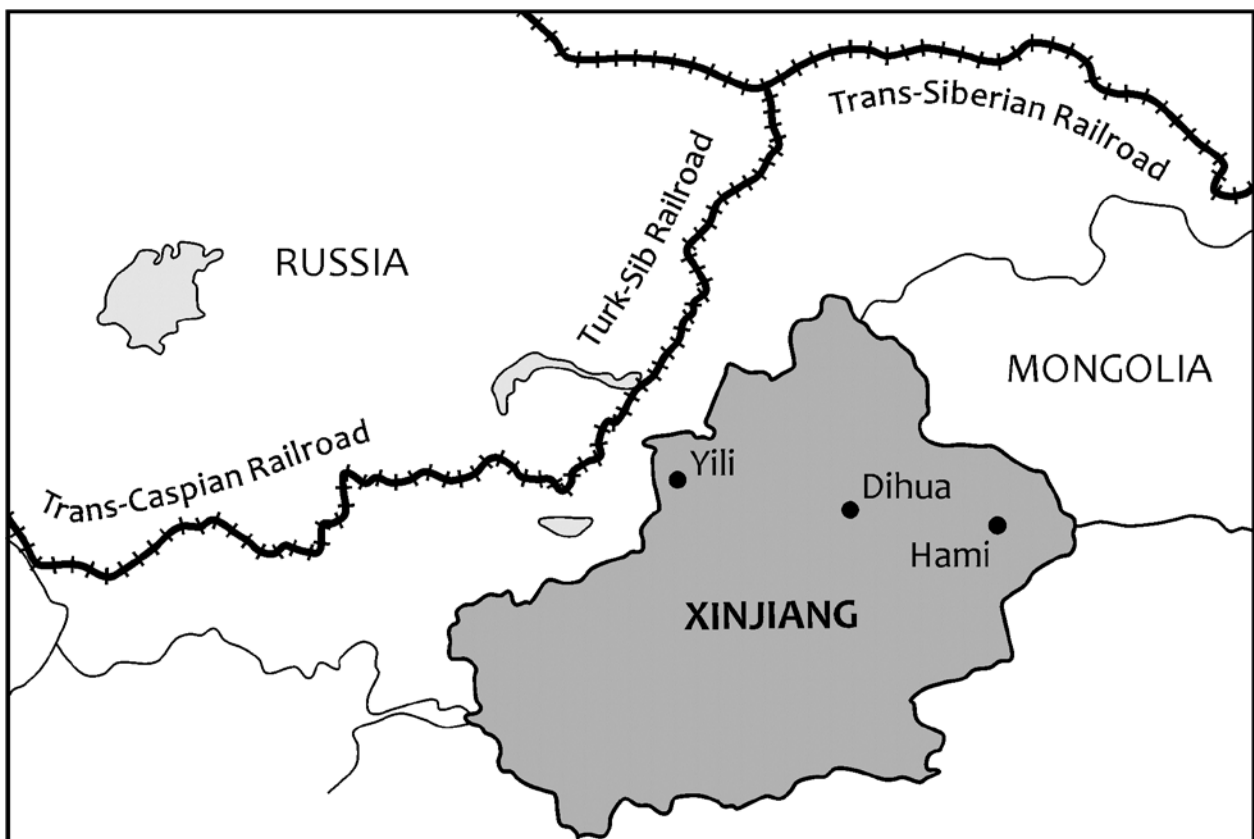 Trans-Siberian Railroad
Turk-Sib Railroad
RUSSIA
MONGOLIA
Trans-Caspian Railroad
Yili
Dihua
Hami
XINJIANG